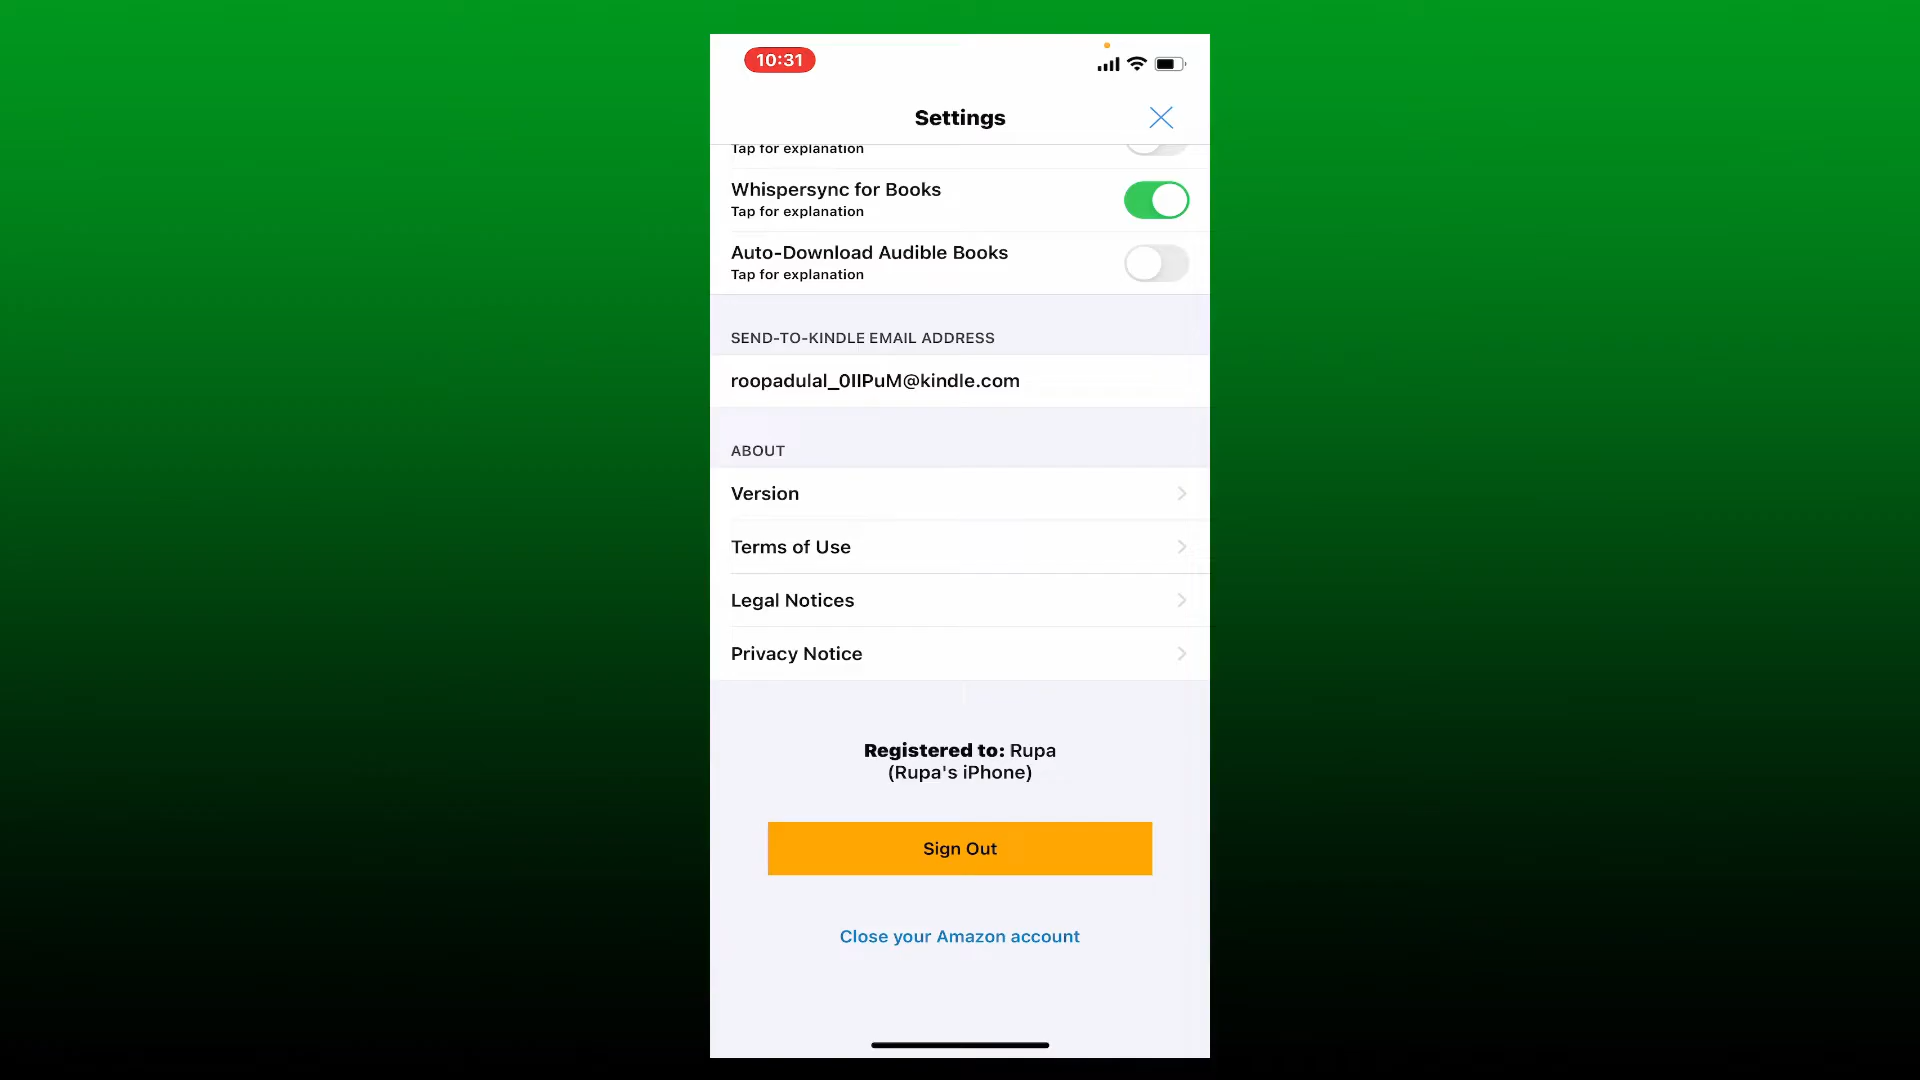 10:31
Settings
Tap for explanation
Whispersync for Books
Tap for explanation
Auto-Download Audible Books
Tap for explanation
SEND-TO-KINDLE EMAIL ADDRESS
roopadulal_0IlPuM@kindle.com
ABOUT
Version
Terms of Use
Legal Notices
Privacy Notice
Registered to: Rupa
(Rupa's iPhone)
Sign Out
Close your Amazon account